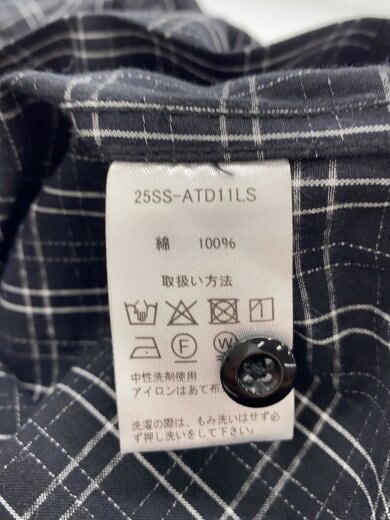 25SS-ATD11LS
綿 100%
取扱い方法
F
W
中性洗剤使用
アイロンはあて布
洗濯の際は、もみ洗いはせず必
ず押し洗いをして下さい。